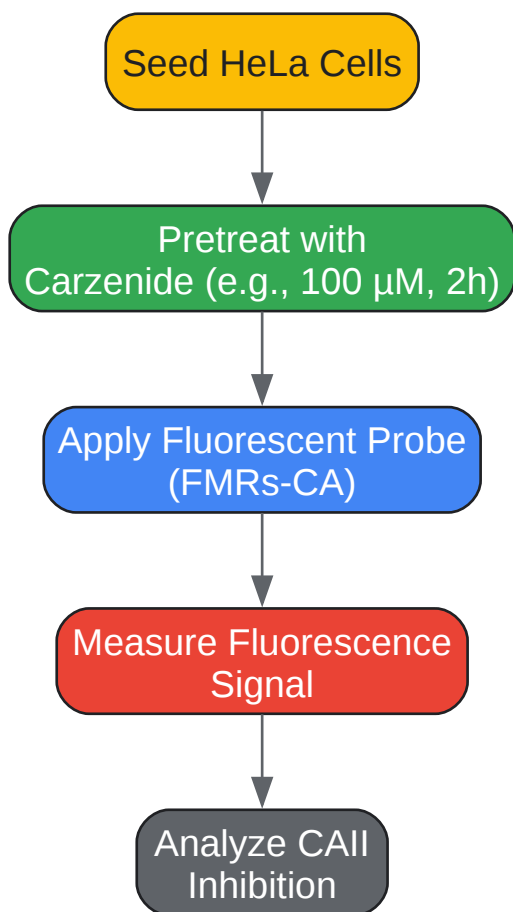 Seed HeLa Cells
Pretreat with
Carzenide (e.g., 100 µM, 2h)
Apply Fluorescent Probe
(FMRs-CA)
Measure Fluorescence
Signal
Analyze CAII
Inhibition